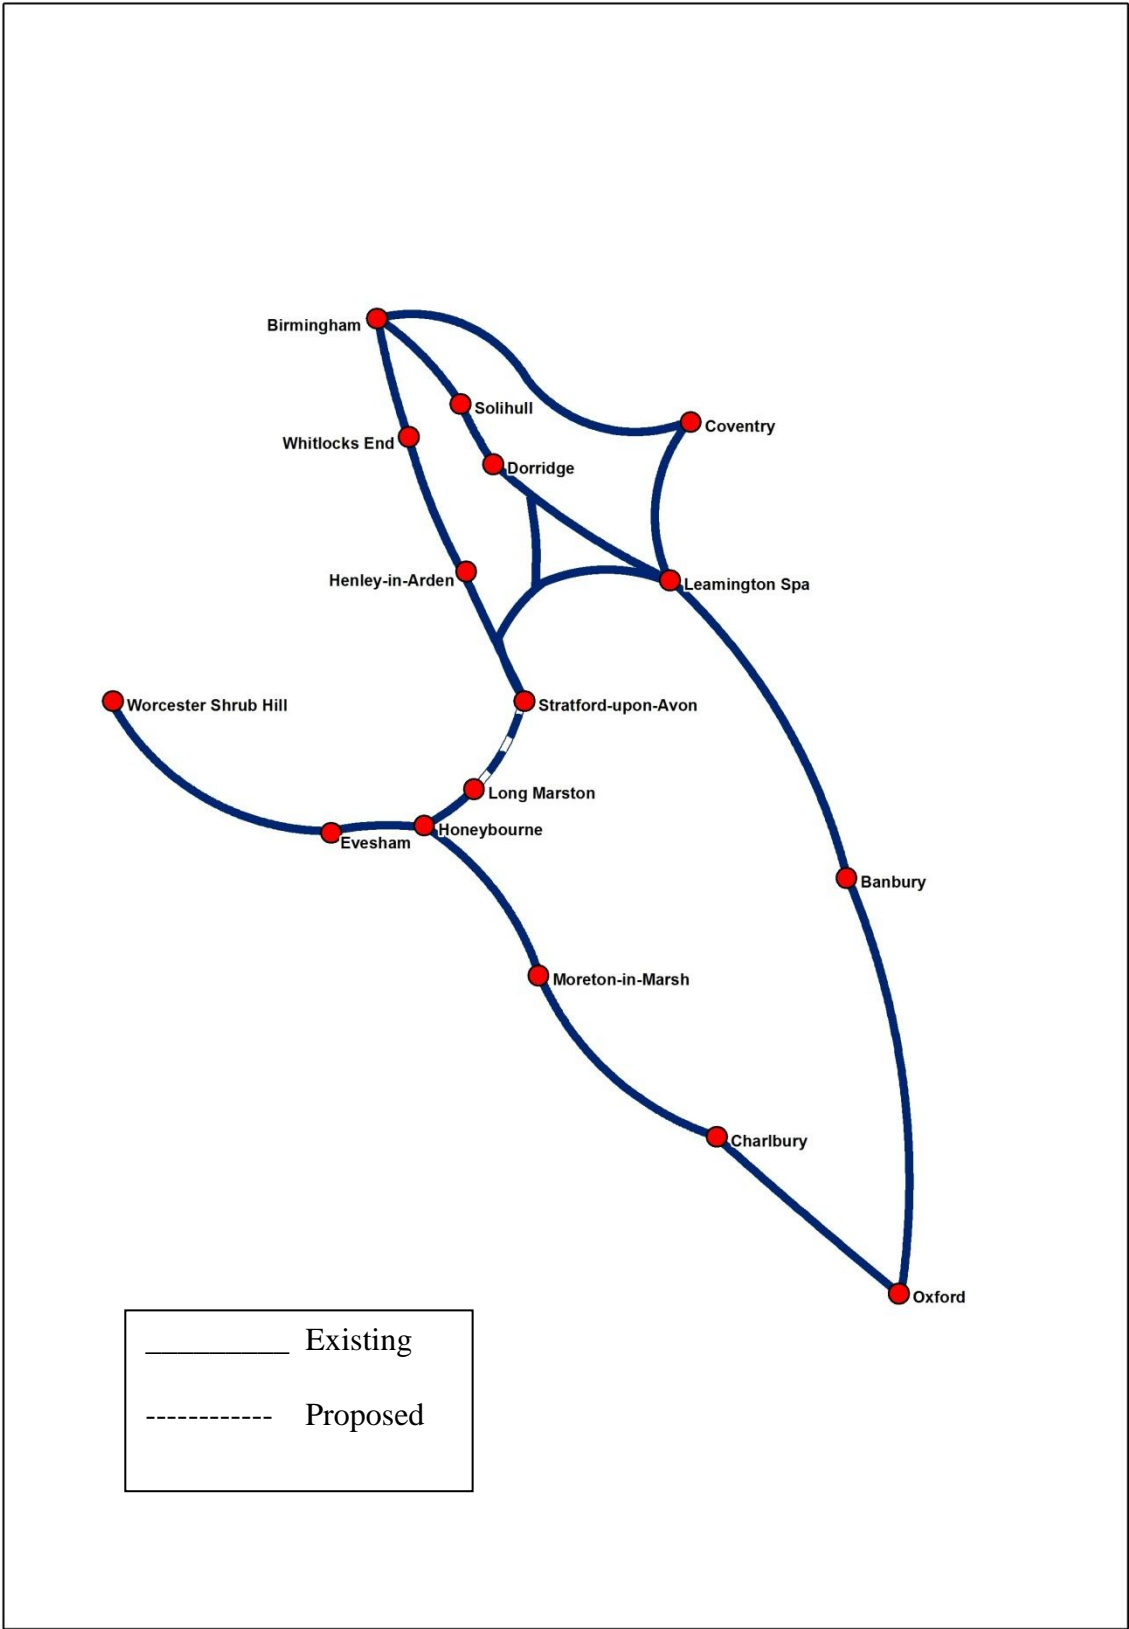 Birmingham
Solihull
Coventry
Whitlocks End
Dorridge
Henley-in-Arden
Leamington Spa
Worcester Shrub Hill
Stratford-upon-Avon
Long Marston
Honeybourne
Evesham
Banbury
Moreton-in-Marsh
Charlbury
Oxford
Existing
Proposed